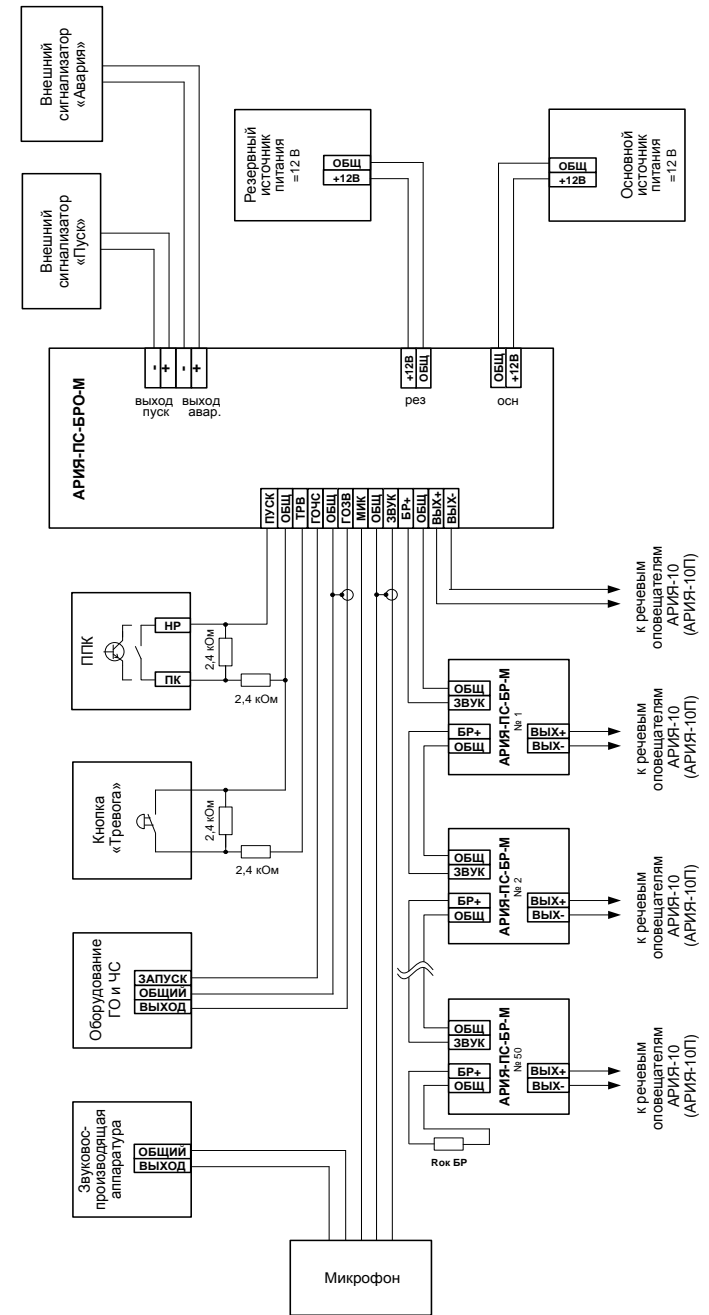 Внешний
сигнализатор
«Авария»
Внешний
сигнализатор
«Пуск»
Резервный
источник
питания
=12 В
ОБЩ
+12В
Основной
источник
питания
=12 В
ОБЩ
+12В
АРИЯ-ПС-БРО-М
-
+
-
+
выход
пуск
выход
авар.
+12В
ОБЩ
рез
ОБЩ
+12В
осн
ПУСК
ОБЩ
ТРВ
ГОЧС
ОБЩ
ГОЗВ
МИК
ОБЩ
ЗВУК
БР+
ОБЩ
ВЫХ+
ВЫХ-
ППК
НР
ПК
2,4 кОм
2,4 кОм
Кнопка
«Тревога»
2,4 кОм
2,4 кОм
Оборудование
ГО и ЧС
ЗАПУСК
ОБЩИЙ
ВЫХОД
Звуковос-
производящая
аппаратура
ОБЩИЙ
ВЫХОД
Микрофон
к речевым
оповещателям
АРИЯ-10
(АРИЯ-10П)
ОБЩ
ЗВУК
БР+
ОБЩ
АРИЯ-ПС-БР-М
№ 1
ВЫХ+
ВЫХ-
к речевым
оповещателям
АРИЯ-10
(АРИЯ-10П)
ОБЩ
ЗВУК
БР+
ОБЩ
АРИЯ-ПС-БР-М
№ 2
ВЫХ+
ВЫХ-
к речевым
оповещателям
АРИЯ-10
(АРИЯ-10П)
ОБЩ
ЗВУК
БР+
ОБЩ
АРИЯ-ПС-БР-М
№ 50
ВЫХ+
ВЫХ-
к речевым
оповещателям
АРИЯ-10
(АРИЯ-10П)
Rок БР